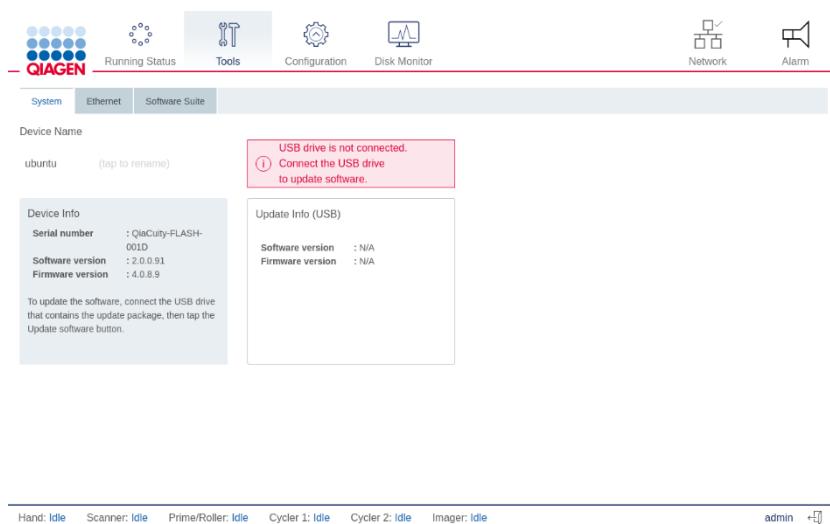 QIAGEN
Running Status
Tools
Configuration
Disk Monitor
Network
Alarm
System
Ethernet
Software Suite
Device Name
ubuntu (tap to rename)
USB drive is not connected.
Connect the USB drive
to update software.
Device Info
Serial number : QiaCuity-FLASH-
001D
Software version : 2.0.0.91
Firmware version : 4.0.8.9
To update the software, connect the USB drive
that contains the update package, then tap the
Update software button.
Update Info (USB)
Software version : N/A
Firmware version : N/A
Hand: Idle Scanner: Idle Prime/Roller: Idle Cycler 1: Idle Cycler 2: Idle Imager: Idle admin